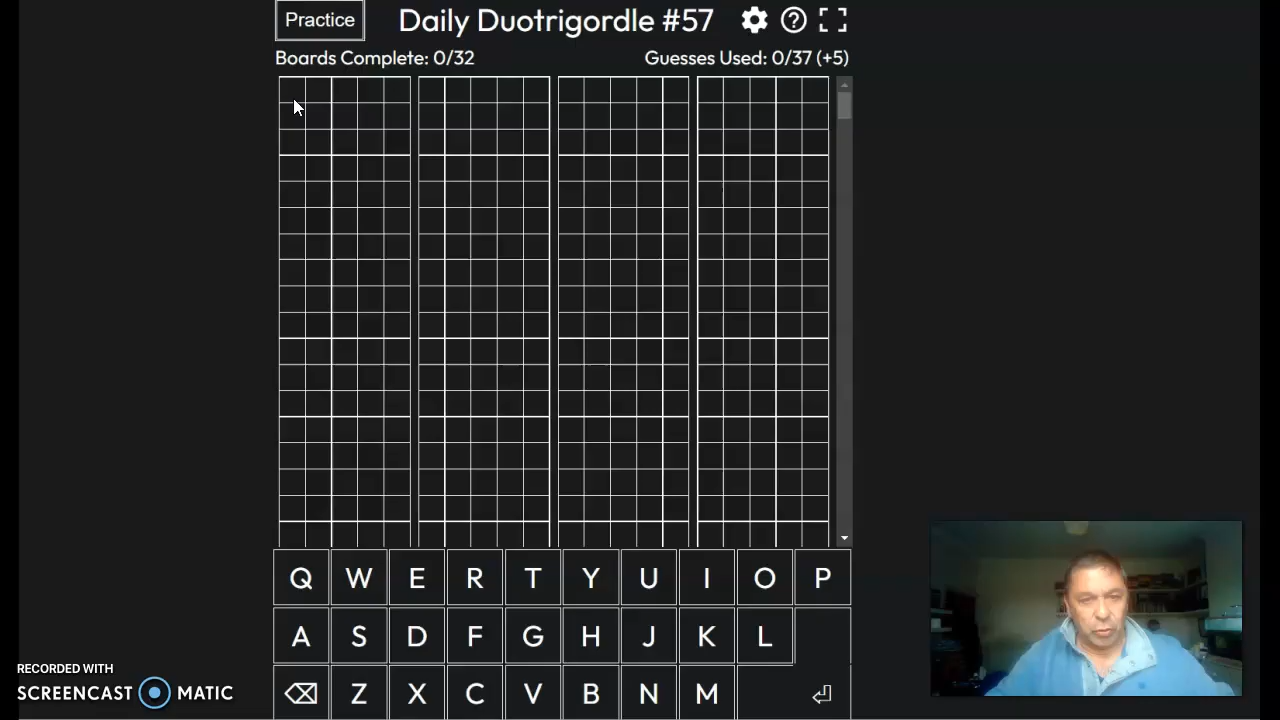 Practice
Daily Duotrigordle #57
Boards Complete: 0/32
Guesses Used: 0/37 (+5)
Q W E R T Y U I O P
A S D F G H J K L
Z X C V B N M
RECORDED WITH
SCREENCAST MATIC